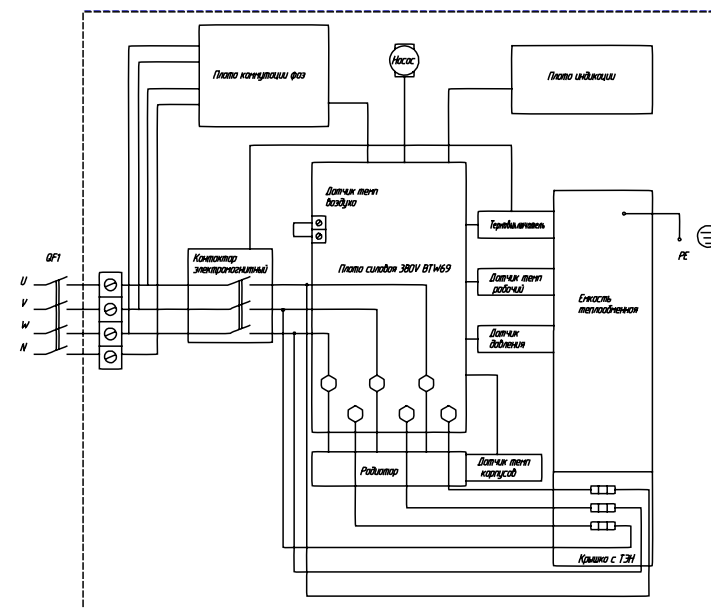 Плата коммутации фаз
Насос
Плата индикации
Датчик темп
воздуха
Термовыключатель
QF1
Контактор
электромагнитный
PE
Плата силовая 380V BTW69
Датчик темп
рабочий
U
V
W
N
Емкость
теплообменная
Датчик
давления
Радиатор
Датчик темп
корпусов
Крышка с ТЭН